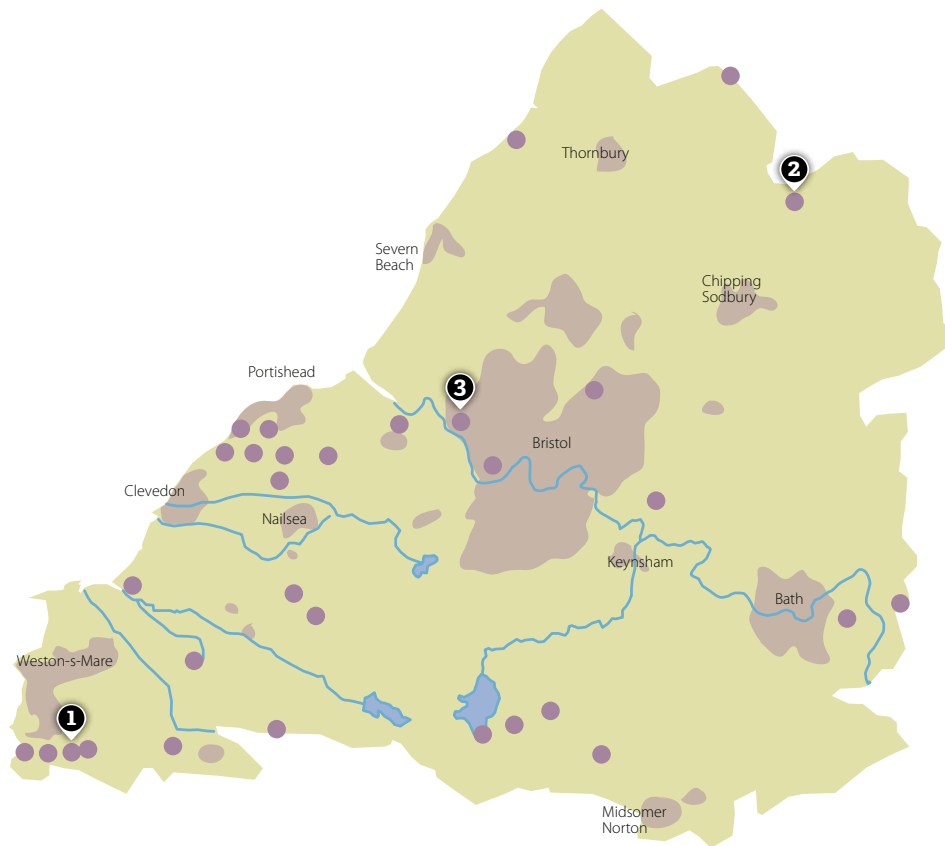 Thornbury
2
Severn
Beach
Chipping
Sodbury
Portishead
3
Bristol
Clevedon
Nailsea
Keynsham
Bath
Weston-s-Mare
1
Midsomer
Norton